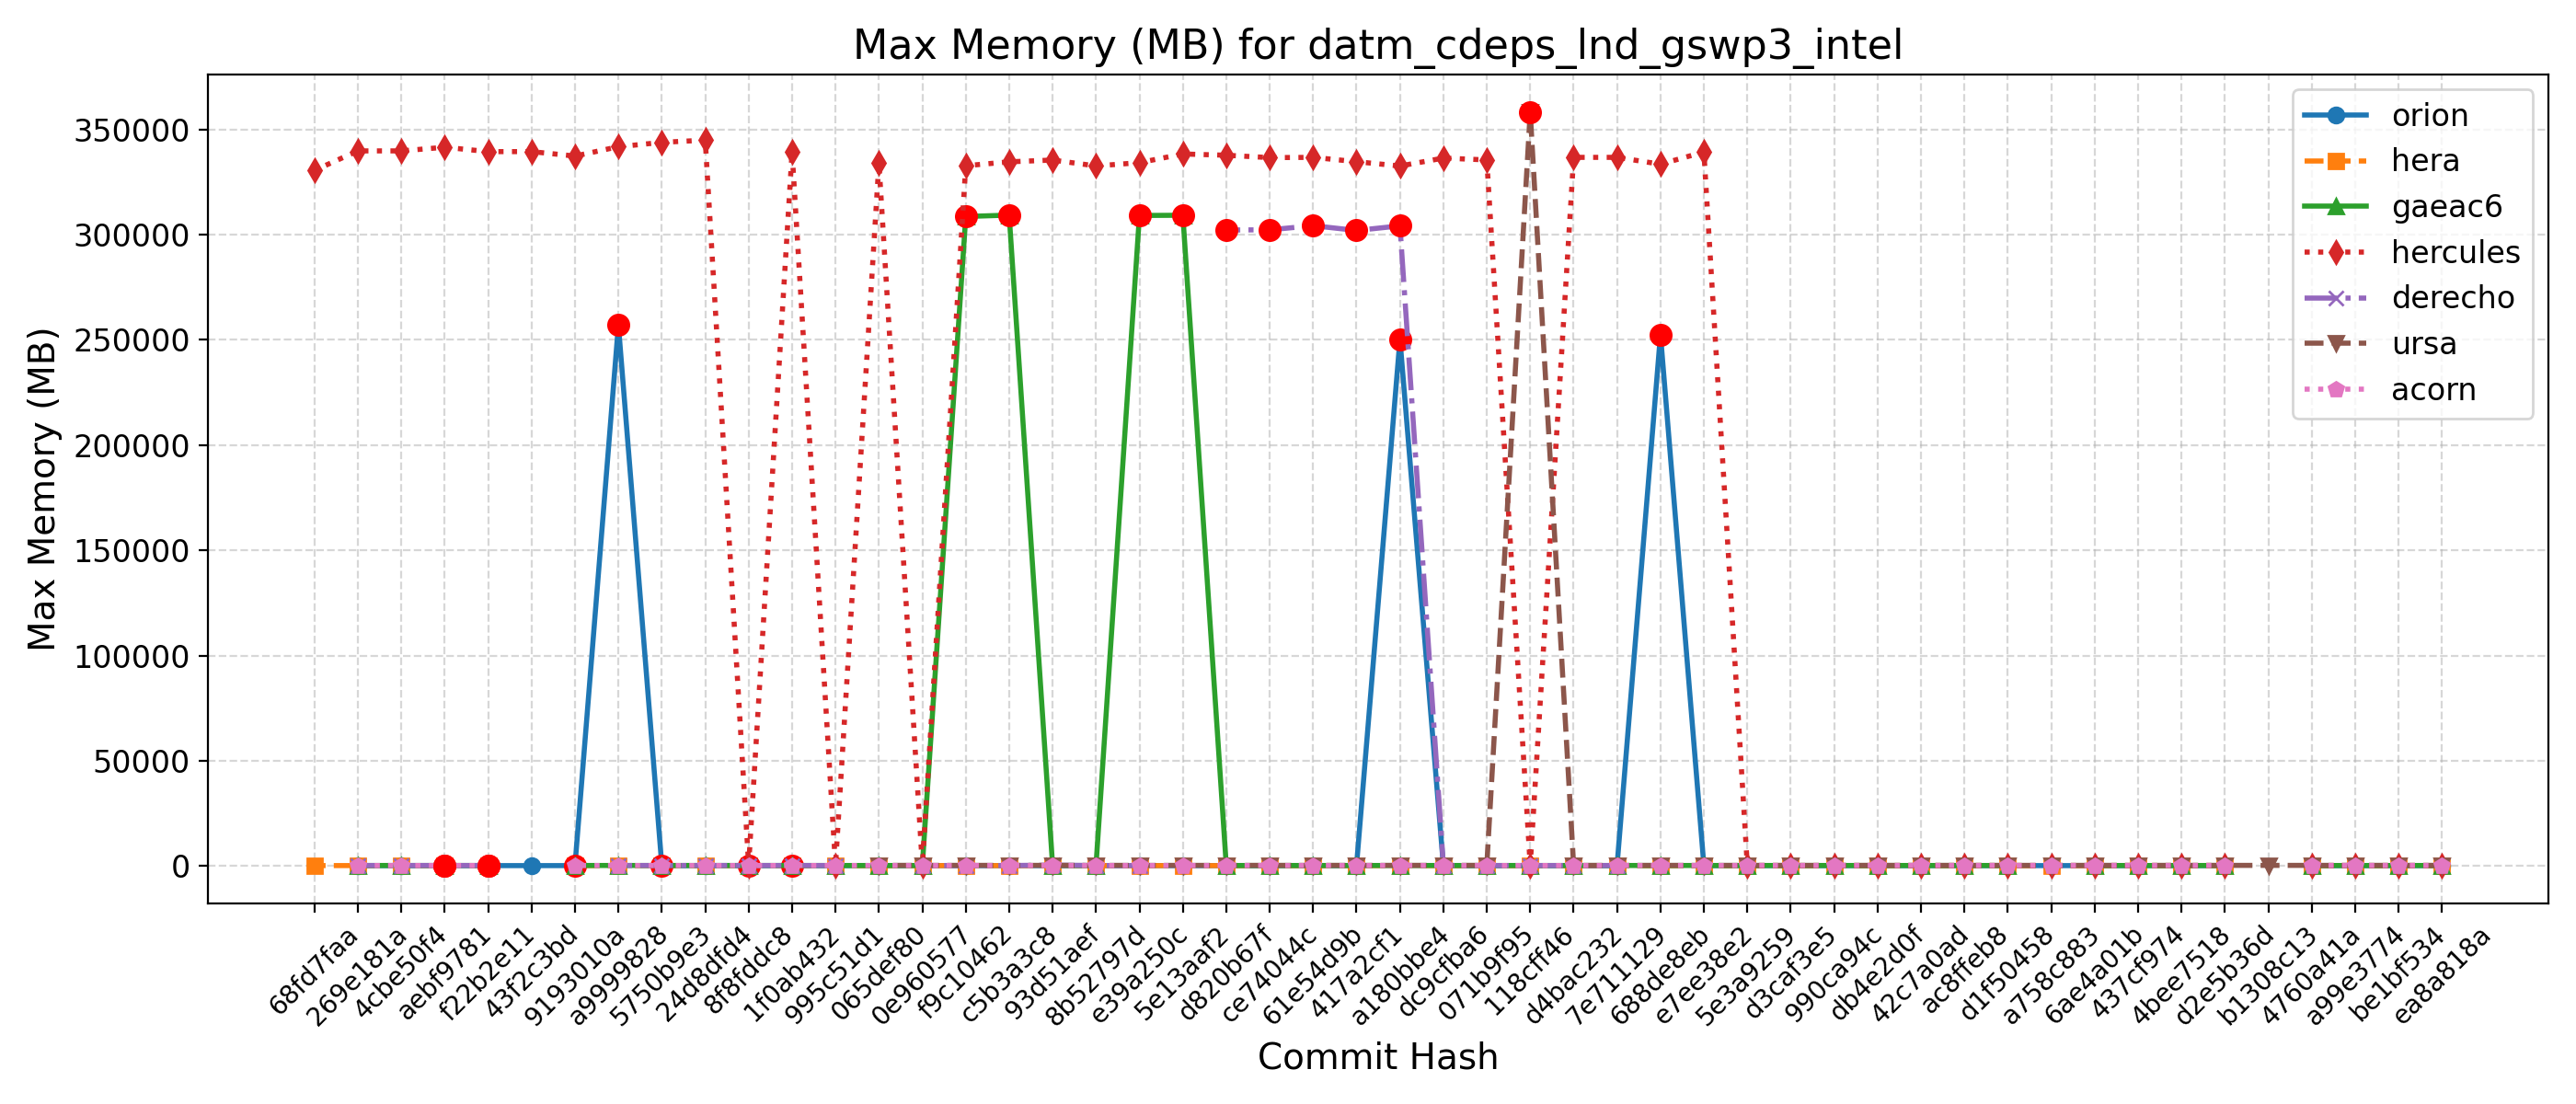 Max Memory (MB) for datm_cdeps_lnd_gswp3_intel
Max Memory (MB)
350000
300000
250000
200000
150000
100000
50000
0
orion
hera
gaeac6
hercules
derecho
ursa
acorn
68fd7faa
269e181a
4cbe50f4
aebf9781
f22b2e11
43f2c3bd
9193010a
a9999828
5750b9e3
24d8dfd4
8f8fddc8
1f0ab432
995c51d1
065def80
0e960577
f9c10462
c5b3a3c8
93d51aef
8b52797d
e39a250c
5e13aaf2
d820b67f
ce74044c
61e54d9b
417a2cf1
a180bbe4
dc9cfba6
071b9f95
118cff46
d4bac232
7e711129
688de8eb
e7ee38e2
5e3a9259
d3caf3e5
990ca94c
db4e2d0f
42c7a0ad
ac8ffeb8
d1f50458
a758c883
6ae4a01b
437cf974
4bee7518
d2e5b36d
b1308c13
4760a41a
a99e3774
be1bf534
ea8a818a
Commit Hash